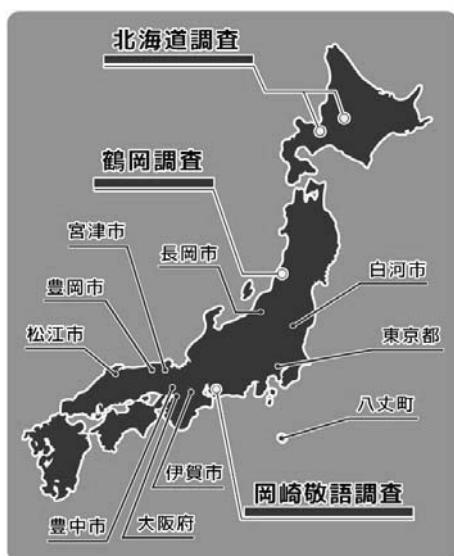 北海道調査
鶴岡調査
宮津市
長岡市
白河市
豊岡市
松江市
東京都
八丈町
伊賀市
岡崎敬語調査
豊中市
大阪府